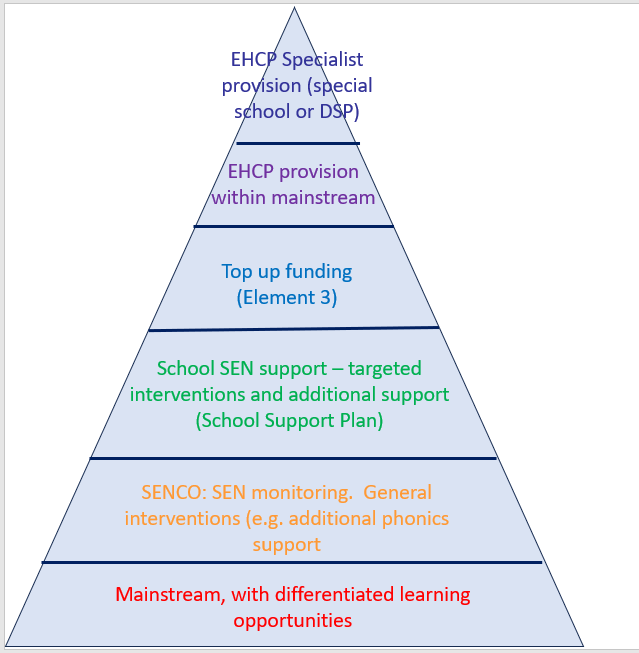 EHCP Specialist
provision (special
school or DSP)
EHCP provision
within mainstream
Top up funding
(Element 3)
School SEN support – targeted
interventions and additional support
(School Support Plan)
SENCO: SEN monitoring.  General
interventions (e.g. additional phonics
support
Mainstream, with differentiated learning
opportunities